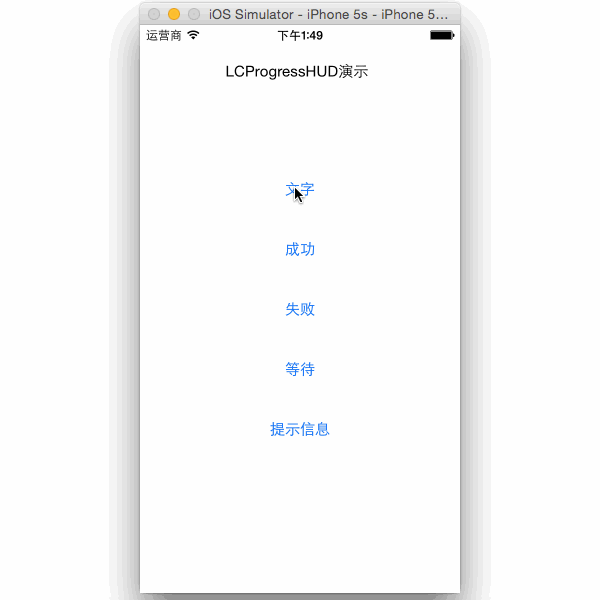 iOS Simulator - iPhone 5s - iPhone 5...
运营商 下午1:49
LCProgressHUD演示
文字
成功
失败
等待
提示信息